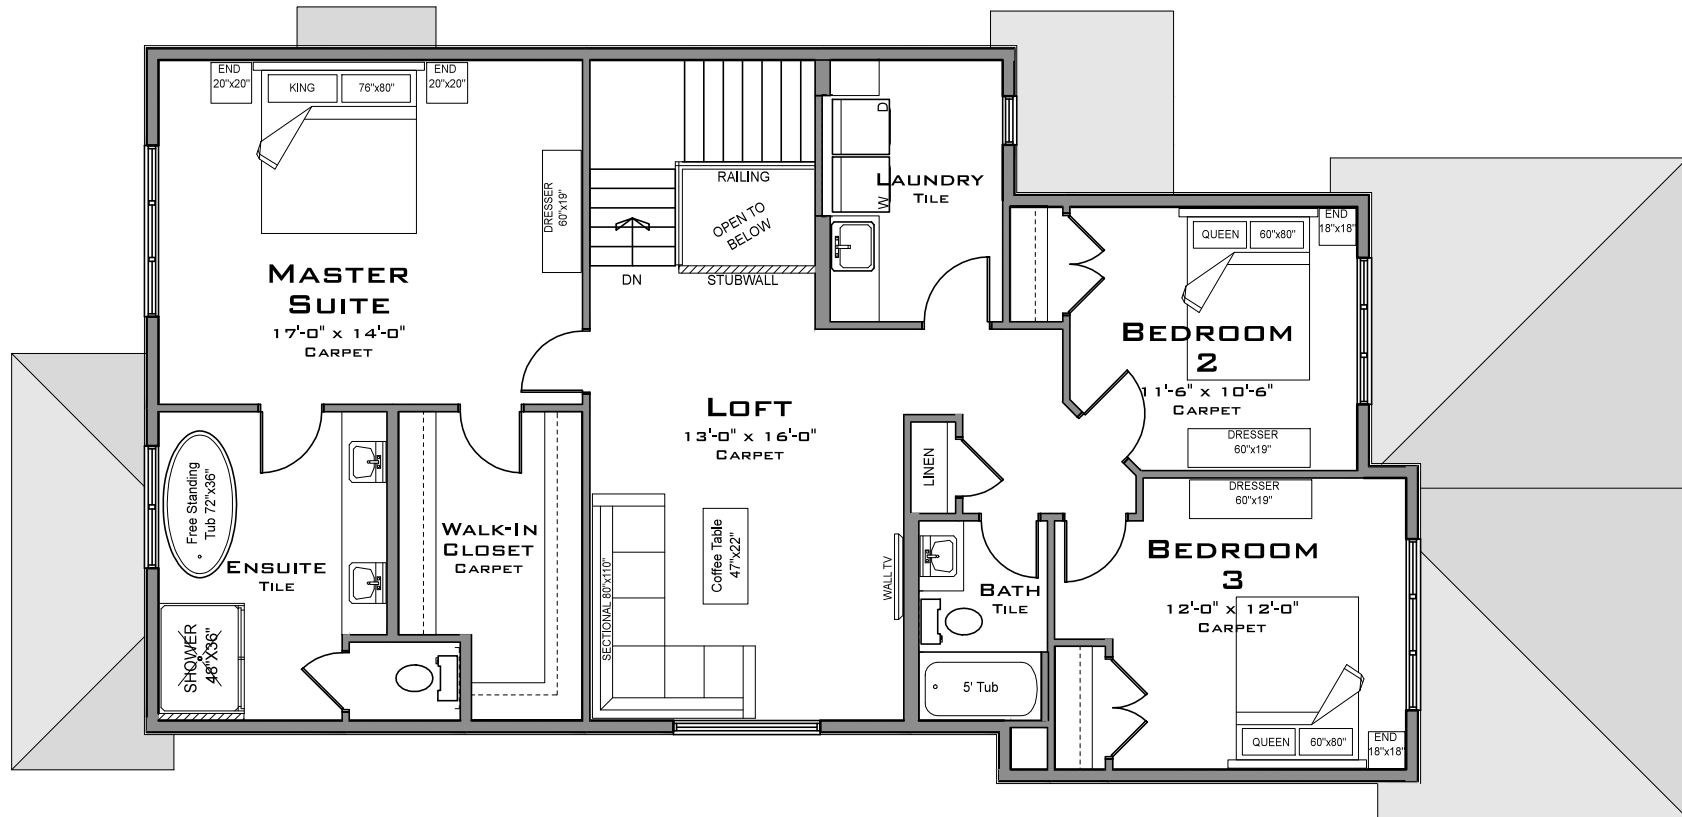 END
20"x20"
KING
76"x80"
END
20"x20"
DRESSER
60"x19"
MASTER
SUITE
17'-0" x 14'-0"
CARPET
RAILING
OPEN TO
BELOW
DN
STUBWALL
D
W
LAUNDRY
TILE
QUEEN
60"x80"
END
18"x18"
BEDROOM
2
11'-6" x 10'-6"
CARPET
DRESSER
60"x19"
LOFT
13'-0" x 16'-0"
CARPET
LINEN
Free Standing
Tub 72"x36"
ENSUITE
TILE
SHOWER
48"X36"
WALK-IN
CLOSET
CARPET
SECTIONAL 80"x110"
Coffee Table
47"x22"
WALL TV
BATH
TILE
5' Tub
DRESSER
60"x19"
BEDROOM
3
12'-0" x 12'-0"
CARPET
QUEEN
60"x80"
END
18"x18"